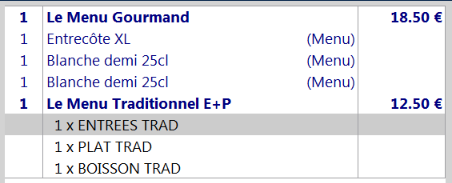 1 Le Menu Gourmand 18.50 €
1 Entrecôte XL (Menu)
1 Blanche demi 25cl (Menu)
1 Blanche demi 25cl (Menu)
1 Le Menu Traditionnel E+P 12.50 €
1 x ENTREES TRAD
1 x PLAT TRAD
1 x BOISSON TRAD